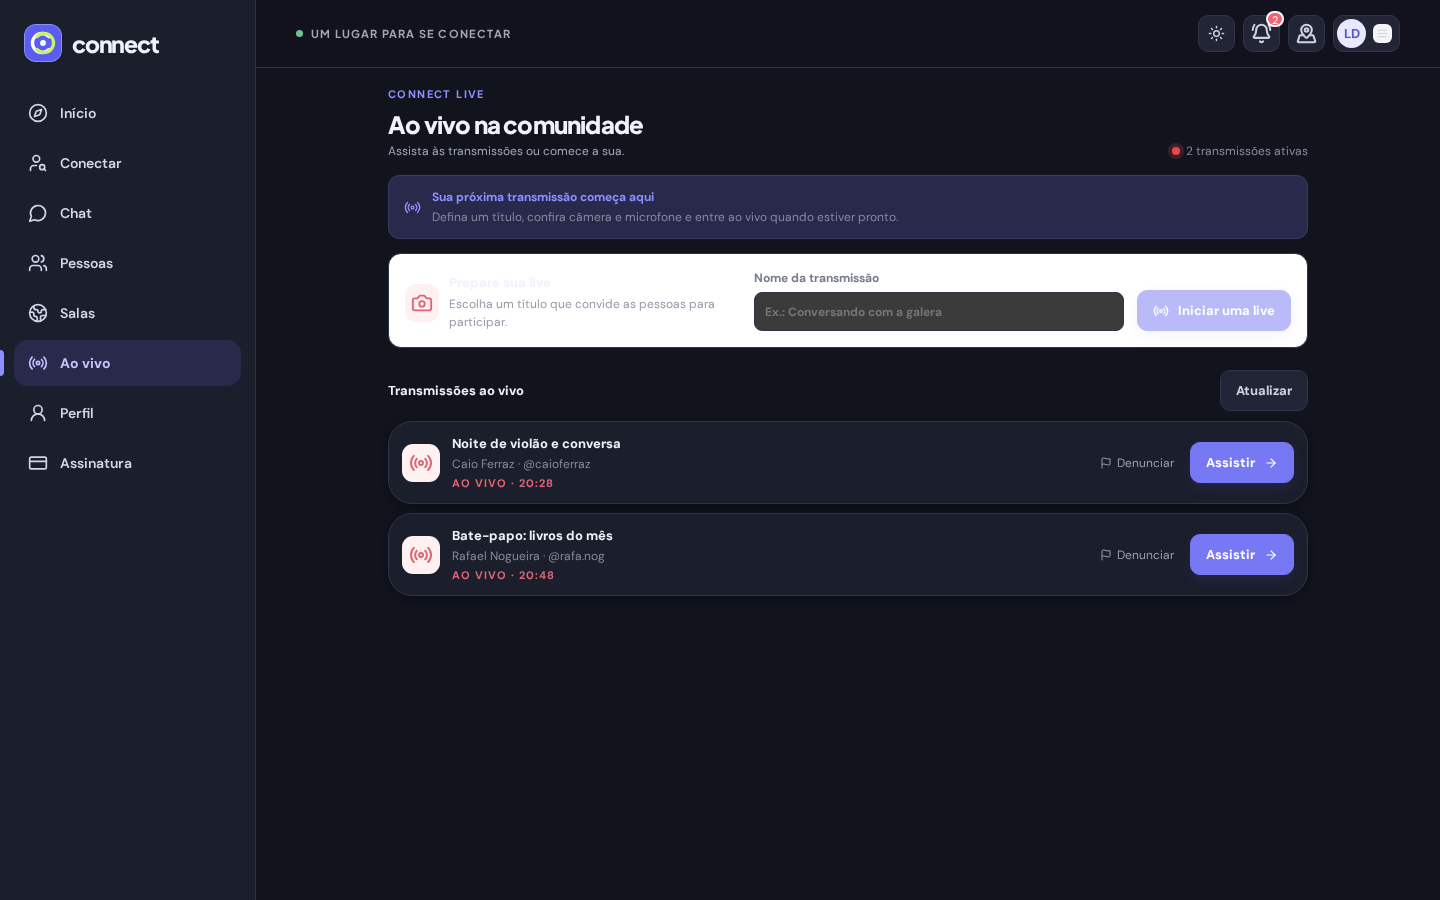 connect
Início
Conectar
Chat
Pessoas
Salas
Ao vivo
Perfil
Assinatura
UM LUGAR PARA SE CONECTAR
2
LD
CONNECT LIVE
Ao vivo na comunidade
Assista às transmissões ou comece a sua.
2 transmissões ativas
Sua próxima transmissão começa aqui
Defina um título, confira câmera e microfone e entre ao vivo quando estiver pronto.
Prepare sua live
Escolha um título que convide as pessoas para
participar.
Nome da transmissão
Ex.: Conversando com a galera
Iniciar uma live
Transmissões ao vivo
Atualizar
Noite de violão e conversa
Caio Ferraz · @caioferraz
AO VIVO · 20:28
Denunciar
Assistir
Bate-papo: livros do mês
Rafael Nogueira · @rafa.nog
AO VIVO · 20:48
Denunciar
Assistir